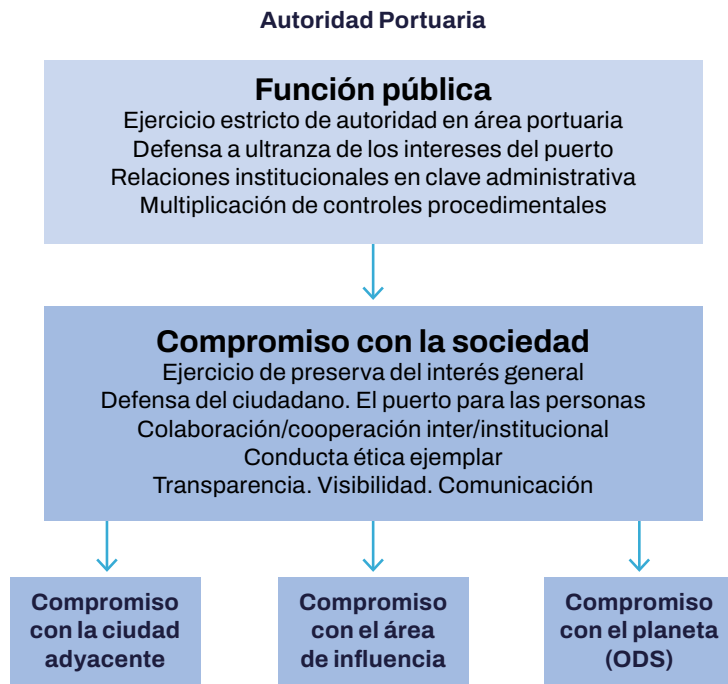 Autoridad Portuaria
Función pública
Ejercicio estricto de autoridad en área portuaria
Defensa a ultranza de los intereses del puerto
Relaciones institucionales en clave administrativa
Multiplicación de controles procedimentales
Compromiso con la sociedad
Ejercicio de preserva del interés general
Defensa del ciudadano. El puerto para las personas
Colaboración/cooperación inter/institucional
Conducta ética ejemplar
Transparencia. Visibilidad. Comunicación
Compromiso
con la ciudad
adyacente
Compromiso
con el área
de influencia
Compromiso
con el planeta
(ODS)